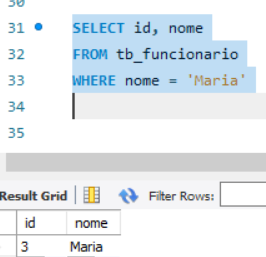 30
31 SELECT id, nome
32 FROM tb_funcionario
33 WHERE nome = 'Maria'
34
35
Result Grid Filter Rows:
id nome
3 Maria